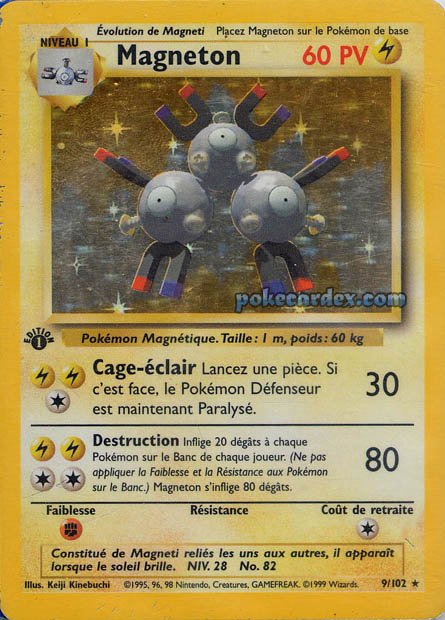 Évolution de Magneti Placez Magneton sur le Pokémon de base
NIVEAU 1
Magneton 60 PV
pokecardex.com
EDITION
1
Pokémon Magnétique. Taille: 1 m, poids: 60 kg
Cage-éclair Lancez une pièce. Si
c'est face, le Pokémon Défenseur
est maintenant Paralysé.
30
Destruction Inflige 20 dégâts à chaque
Pokémon sur le Banc de chaque joueur. (Ne pas
appliquer la Faiblesse et la Résistance aux Pokémon
sur le Banc.) Magneton s'inflige 80 dégâts.
80
Faiblesse Résistance Coût de retraite
Constitué de Magneti reliés les uns aux autres, il apparaît
lorsque le soleil brille. NIV. 28 No. 82
Illus. Keiji Kinebuchi ©1995, 96, 98 Nintendo, Creatures, GAMEFREAK. ©1999 Wizards. 9/102 ★